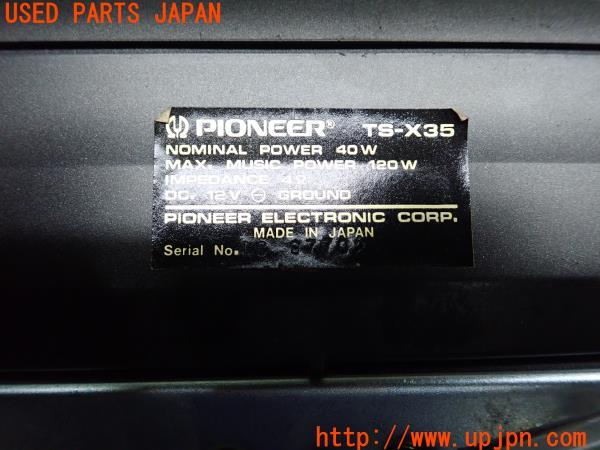 USED PARTS JAPAN
PIONEER® TS-X35
NOMINAL POWER 40W
MAX. MUSIC POWER 120W
IMPEDANCE 4Ω
DC. 12V ⊖ GROUND
PIONEER ELECTRONIC CORP.
MADE IN JAPAN
Serial No.
UPJ
http://www.upjpn.com